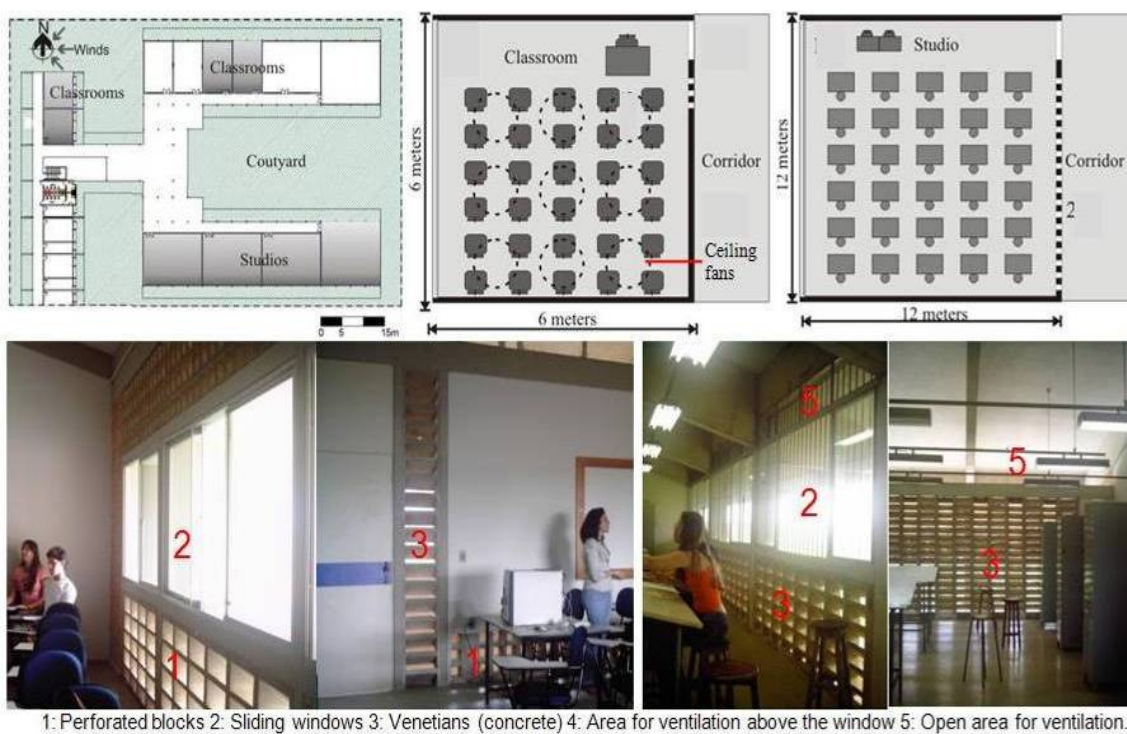 N
Winds
Classrooms
Classrooms
Coutyard
Studios
0 5 15m
Classroom
6 meters
Corridor
Ceiling
fans
6 meters
Studio
12 meters
Corridor
2
12 meters
2
1
3
1
5
2
3
5
3
1: Perforated blocks 2: Sliding windows 3: Venetians (concrete) 4: Area for ventilation above the window 5: Open area for ventilation.